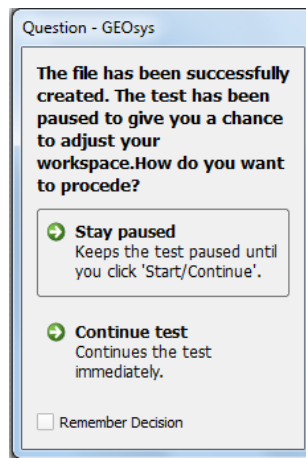 Question - GEOsys
The file has been successfully
created. The test has been
paused to give you a chance
to adjust your
workspace.How do you want
to procede?
Stay paused
Keeps the test paused until
you click 'Start/Continue'.
Continue test
Continues the test
immediately.
Remember Decision